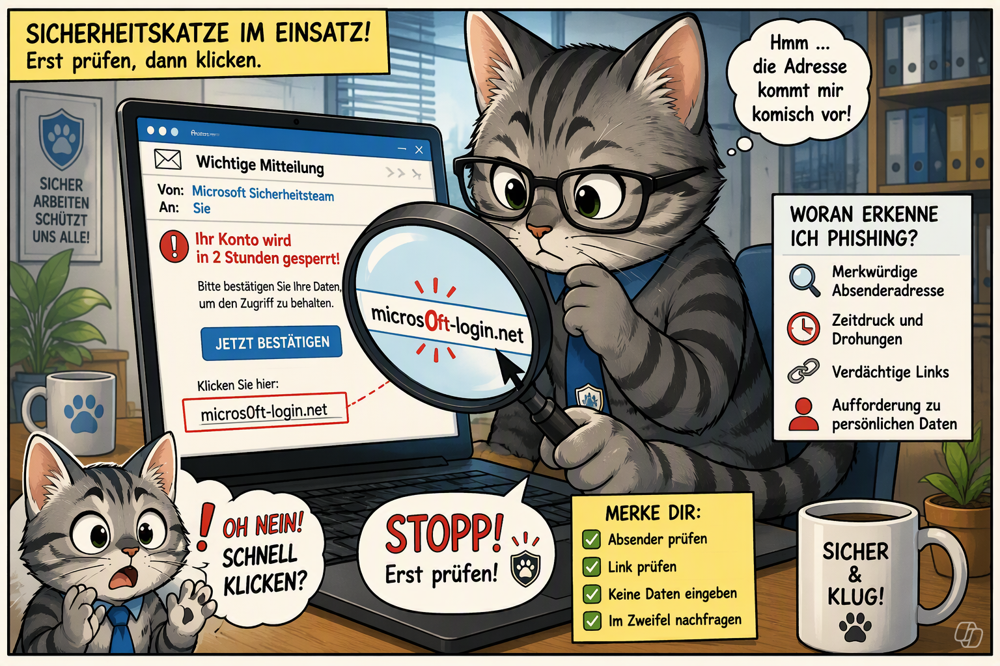 SICHERHEITSKATZE IM EINSATZ!
Erst prüfen, dann klicken.
Hmm ...
die Adresse
kommt mir
komisch vor!
SICHER
ARBEITEN
SCHÜTZT
UNS ALLE!
Wichtige Mitteilung
Von: Microsoft Sicherheitsteam
An: Sie
! Ihr Konto wird
in 2 Stunden gesperrt!
Bitte bestätigen Sie Ihre Daten,
um den Zugriff zu behalten.
JETZT BESTÄTIGEN
Klicken Sie hier:
micros0ft-login.net
micros0ft-login.net
WORAN ERKENNE
ICH PHISHING?
Merkwürdige
Absenderadresse
Zeitdruck und
Drohungen
Verdächtige Links
Aufforderung zu
persönlichen Daten
! OH NEIN!
SCHNELL
KLICKEN?
STOPP!
Erst prüfen!
MERKE DIR:
Absender prüfen
Link prüfen
Keine Daten eingeben
Im Zweifel nachfragen
SICHER
&
KLUG!